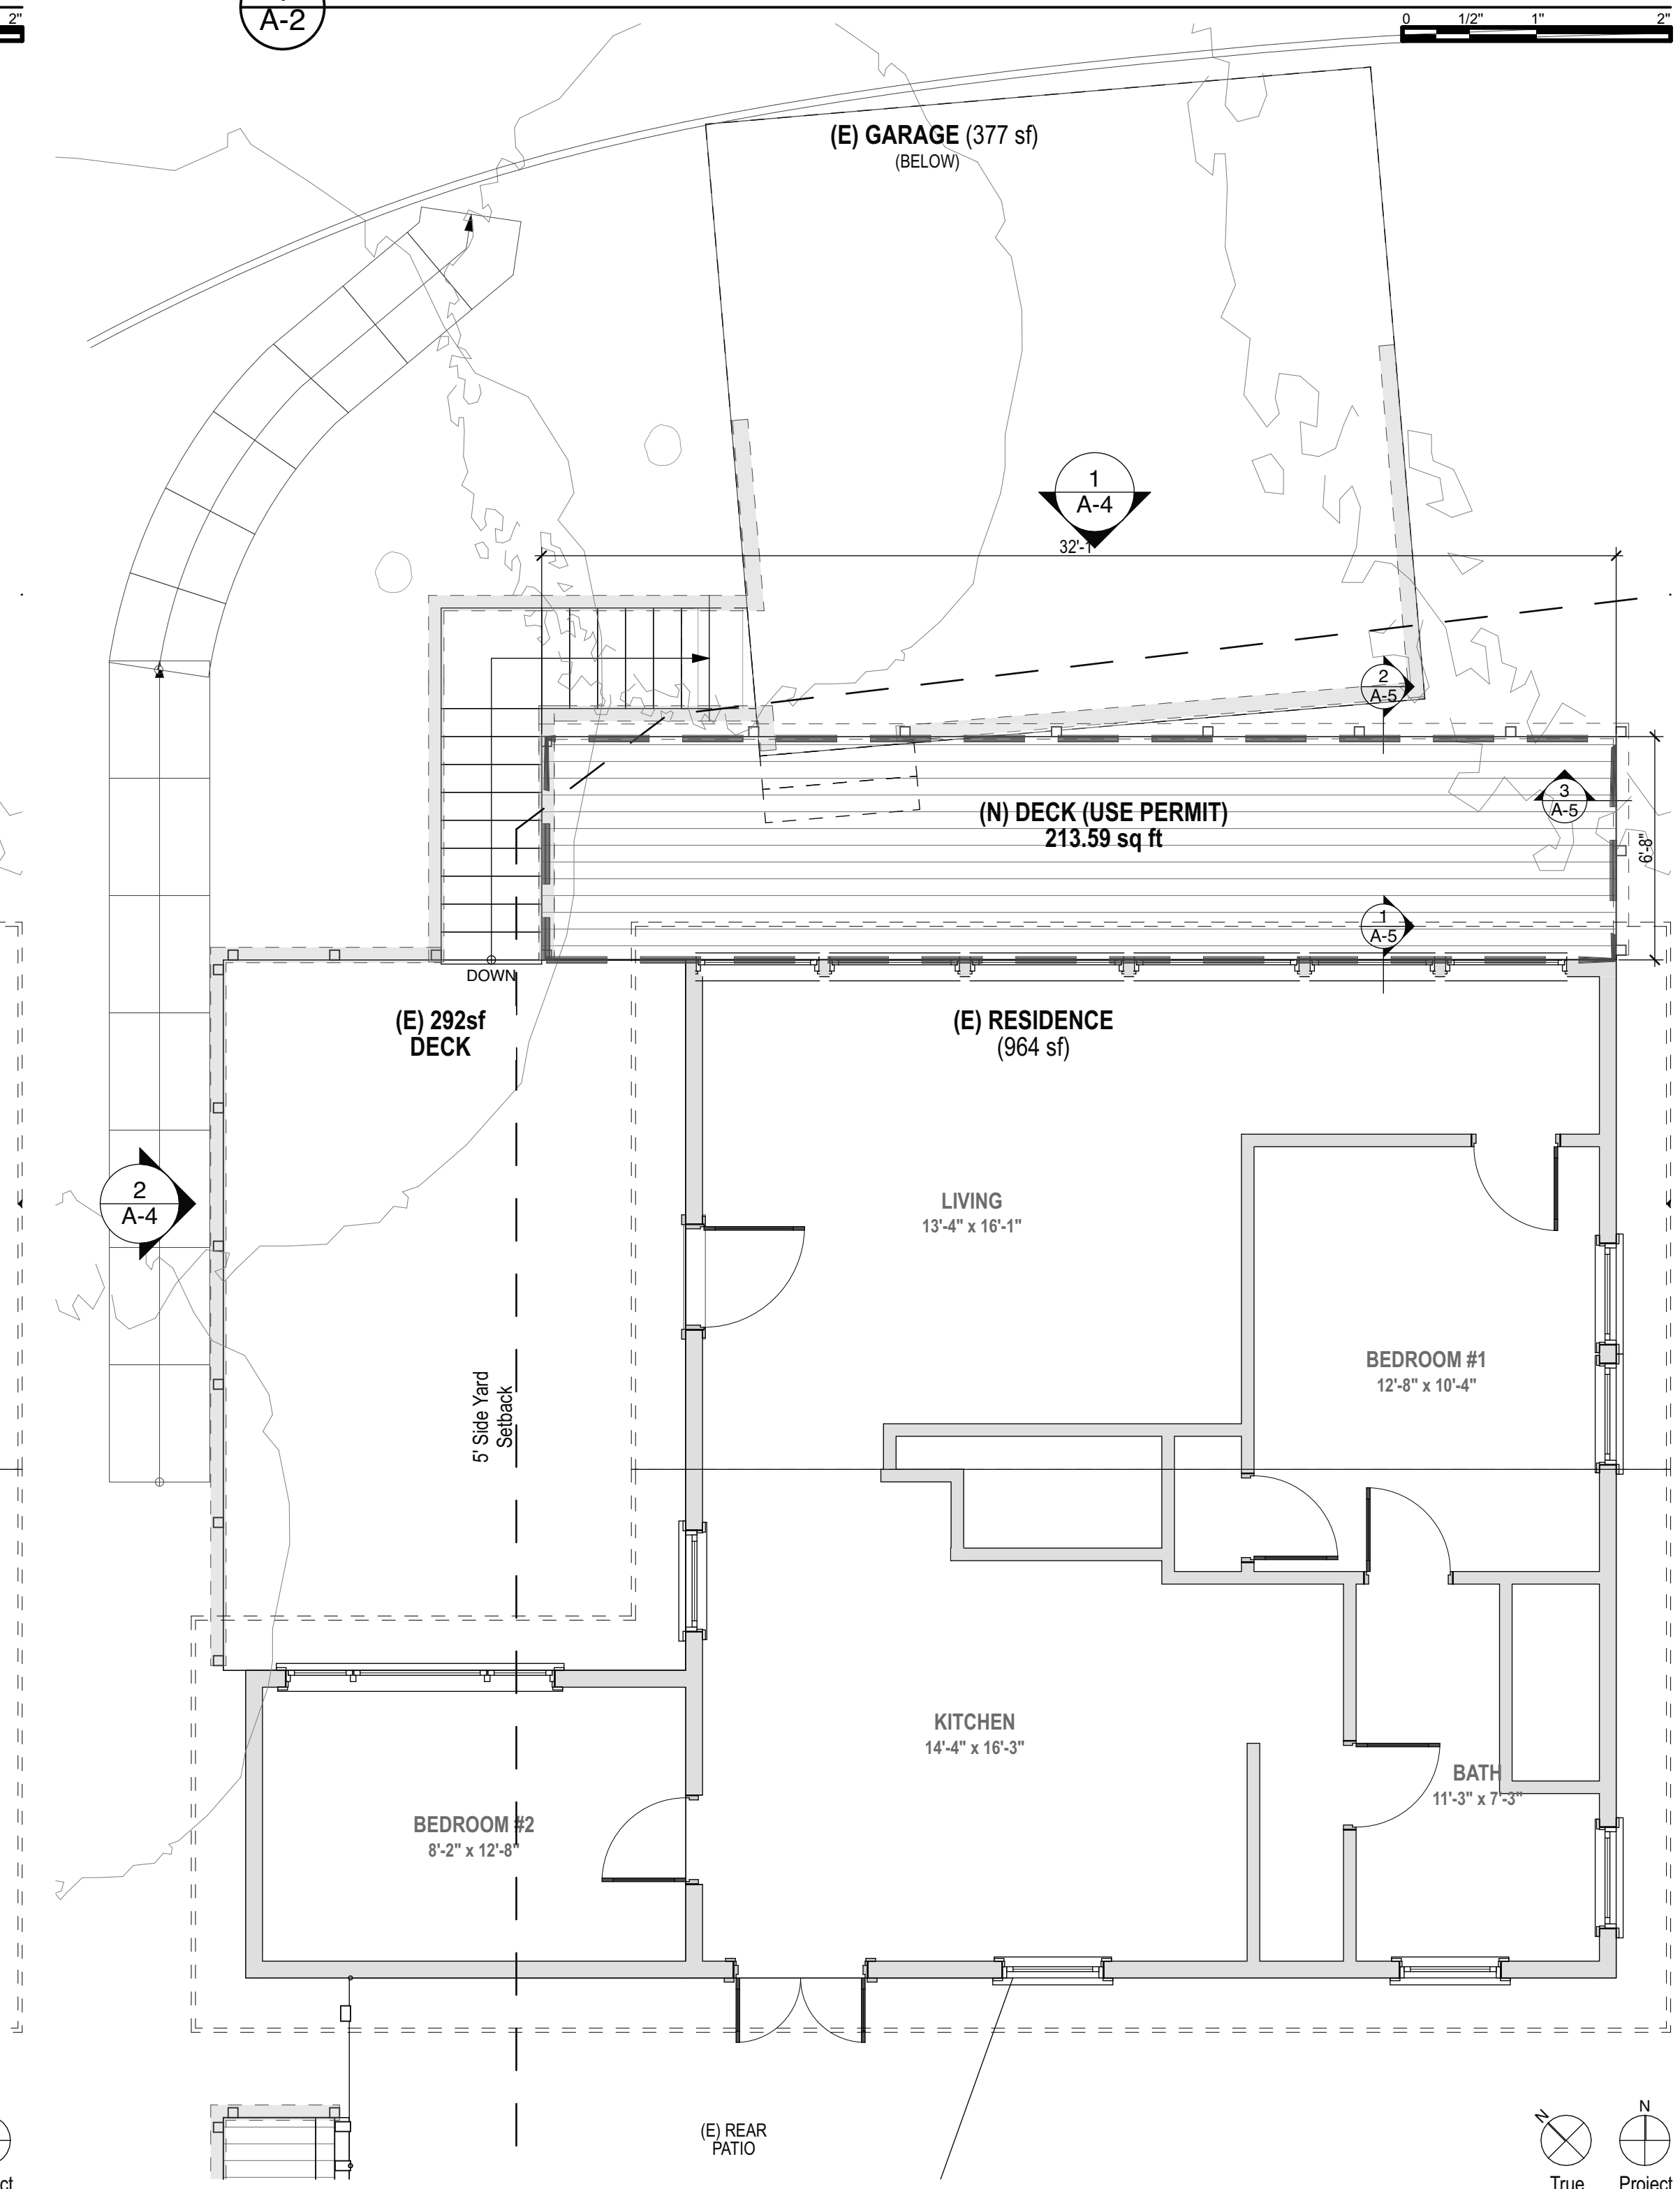 2"
A-2
0 1/2" 1" 2"
(E) GARAGE (377 sf)
(BELOW)
1
A-4
32'-1
2
A-5
(N) DECK (USE PERMIT)
213.59 sq ft
3
A-5
6'-8"
1
A-5
DOWN
(E) 292sf
DECK
(E) RESIDENCE
(964 sf)
2
A-4
LIVING
13'-4" x 16'-1"
BEDROOM #1
12'-8" x 10'-4"
5' Side Yard
Setback
KITCHEN
14'-4" x 16'-3"
BATH
11'-3" x 7'-3"
BEDROOM #2
8'-2" x 12'-8"
(E) REAR
PATIO
N
N
ct
True
Project